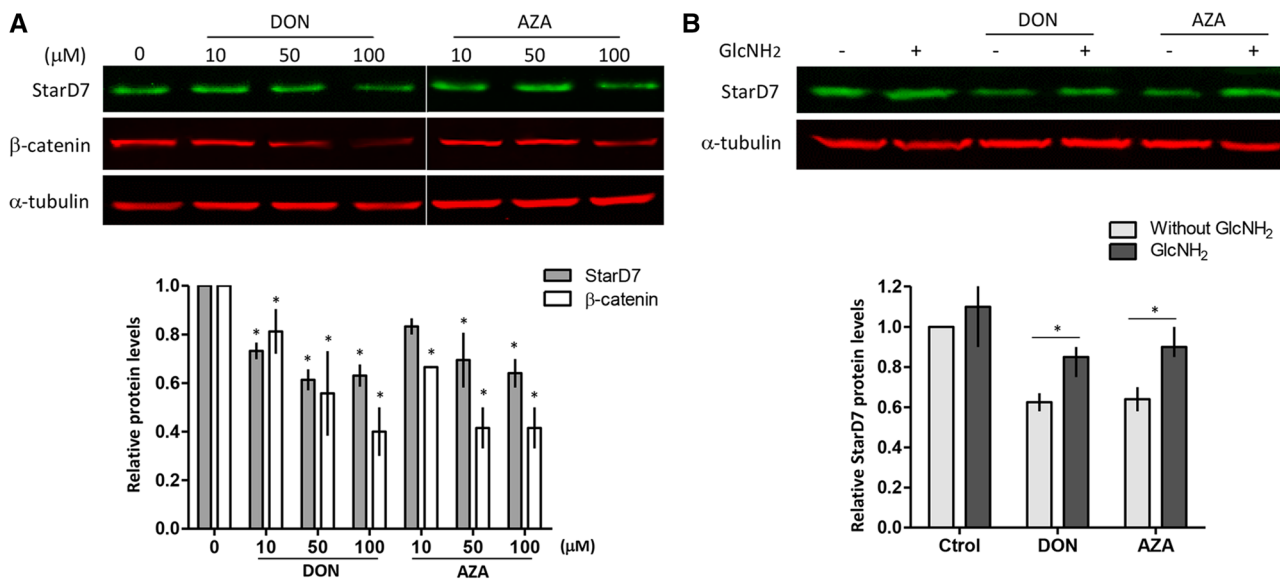 A
DON AZA
(μM) 0 10 50 100 10 50 100
StarD7
β-catenin
α-tubulin
StarD7
β-catenin
Relative protein levels
1.0
0.8
0.6
0.4
0.2
0.0
* * * * * * * * * * *
0 10 50 100 10 50 100 (μM)
DON AZA
B
DON AZA
GlcNH2 - + - + - +
StarD7
α-tubulin
Without GlcNH2
GlcNH2
Relative StarD7 protein levels
1.2
1.0
0.8
0.6
0.4
0.2
0.0
* *
Ctrol DON AZA